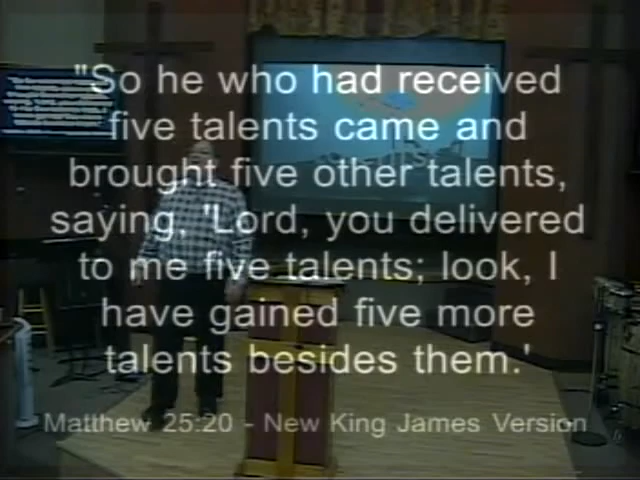 "So he who had received
five talents came and
brought five other talents,
saying, 'Lord, you delivered
to me five talents; look, I
have gained five more
talents besides them.'
Matthew 25:20 - New King James Version